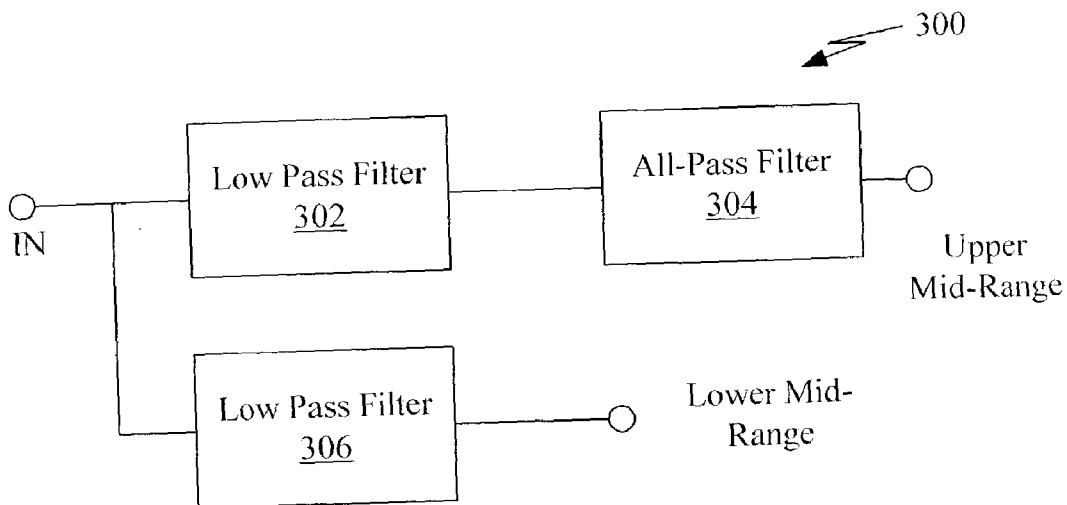 300
Low Pass Filter
302
All-Pass Filter
304
IN
Upper
Mid-Range
Low Pass Filter
306
Lower Mid-
Range